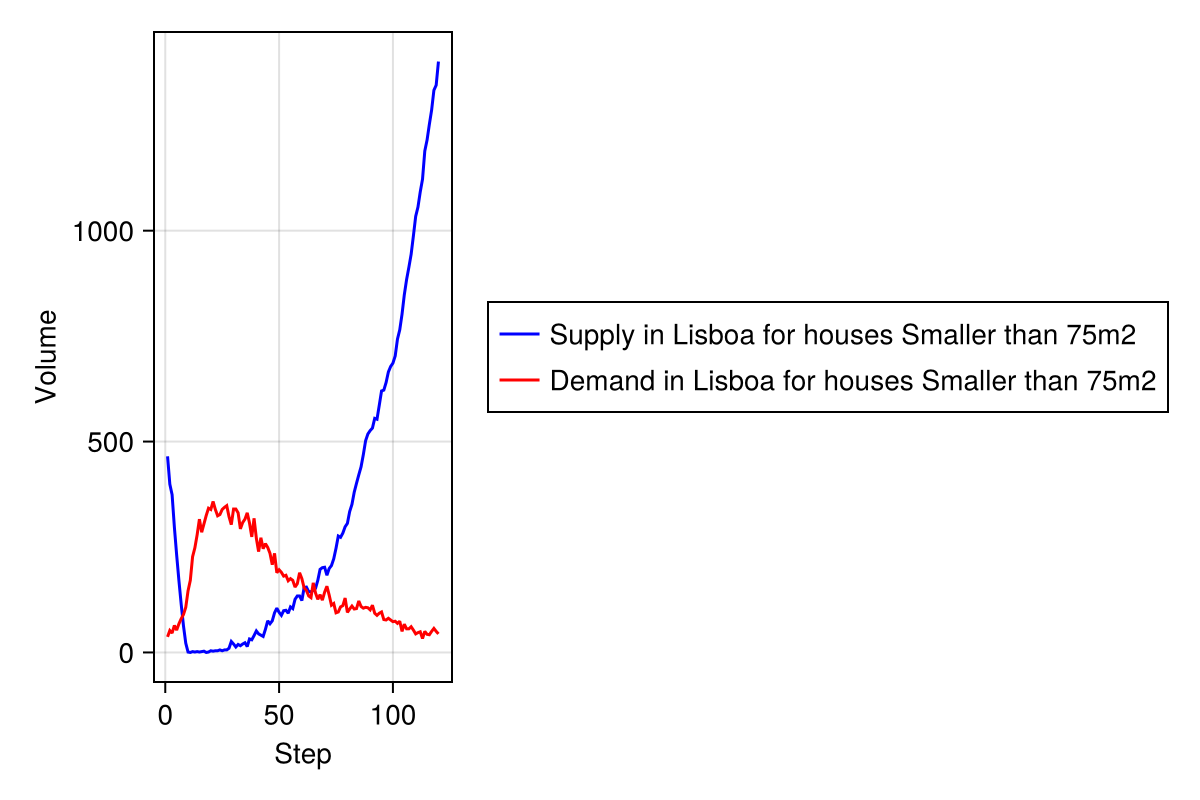 1000
500
0
Volume
0 50 100
Step
Supply in Lisboa for houses Smaller than 75m2
Demand in Lisboa for houses Smaller than 75m2